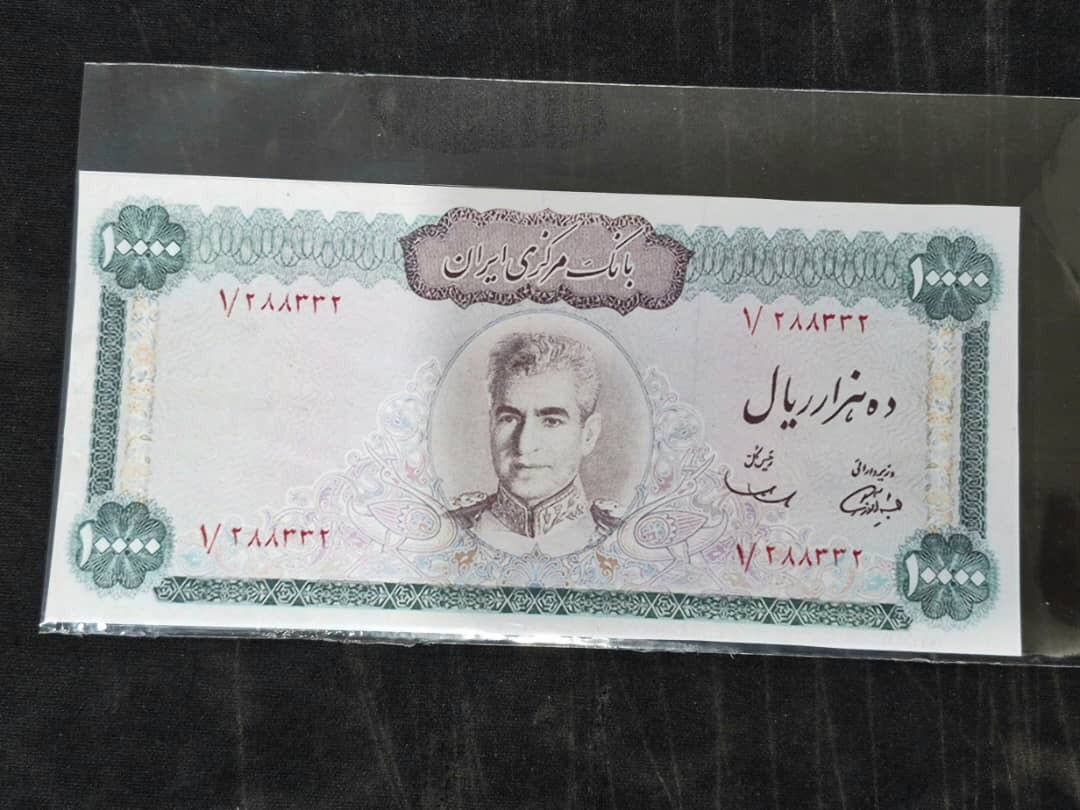 بانک مرکزی ایران
۱۰۰۰۰
۱۰۰۰۰
۱/۲۸۸۳۳۲
۱/۲۸۸۳۳۲
ده هزار ریال
رئیس کل
وزیر دارائی
۱/۲۸۸۳۳۲
۱/۲۸۸۳۳۲
۱۰۰۰۰
۱۰۰۰۰